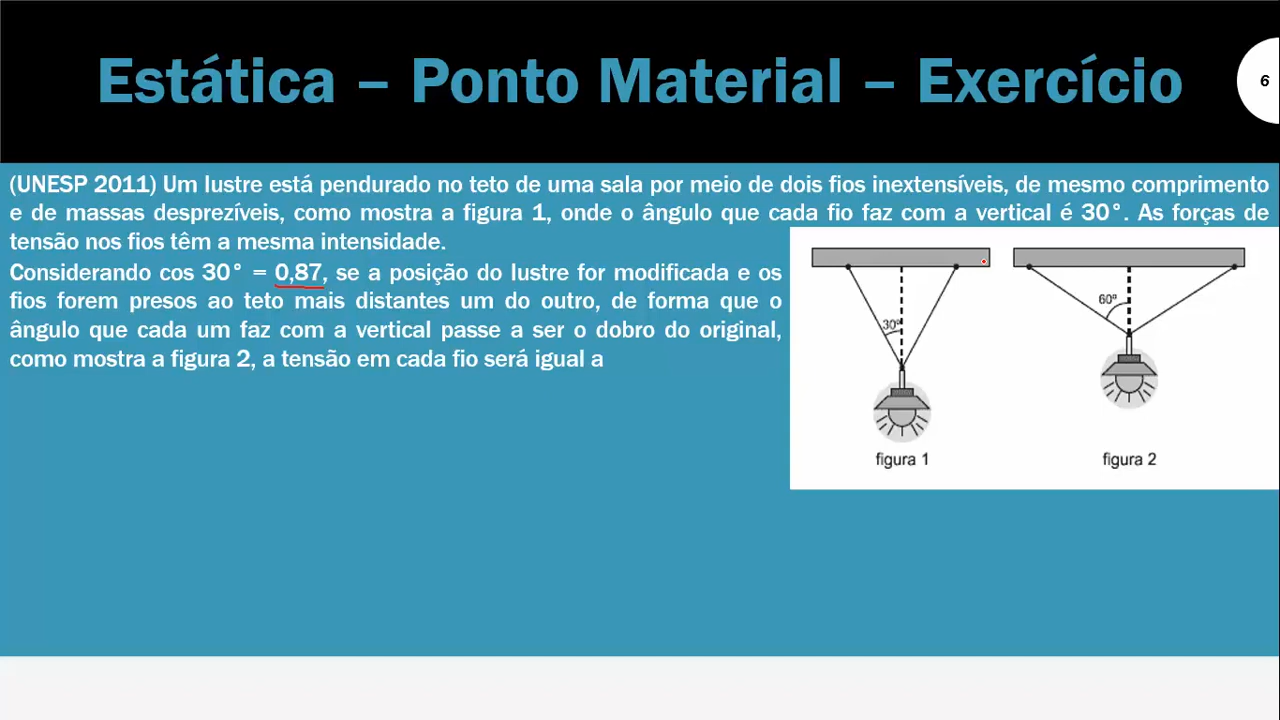 Estática – Ponto Material – Exercício
6
(UNESP 2011) Um lustre está pendurado no teto de uma sala por meio de dois fios inextensíveis, de mesmo comprimento
e de massas desprezíveis, como mostra a figura 1, onde o ângulo que cada fio faz com a vertical é 30°. As forças de
tensão nos fios têm a mesma intensidade.
Considerando cos 30° = 0,87, se a posição do lustre for modificada e os
fios forem presos ao teto mais distantes um do outro, de forma que o
ângulo que cada um faz com a vertical passe a ser o dobro do original,
como mostra a figura 2, a tensão em cada fio será igual a
30º
60º
figura 1
figura 2